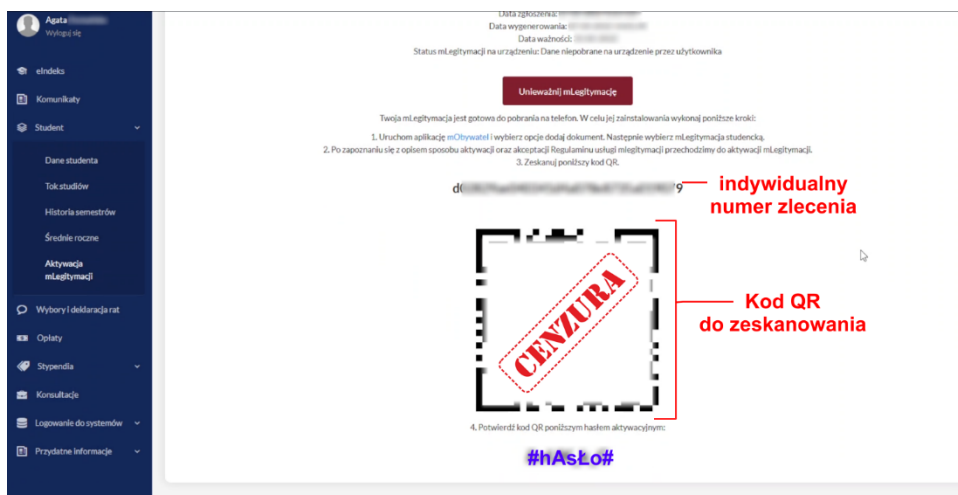 Agata
Wyloguj się
eIndeks
Komunikaty
Student
Dane studenta
Tok studiów
Historia semestrów
Średnie roczne
Aktywacja
mLegitymacji
Wybory i deklaracja rat
Opłaty
Stypendia
Konsultacje
Logowanie do systemów
Przydatne informacje
Data zgłoszenia:
Data wygenerowania:
Data ważności:
Status mLegitymacji na urządzeniu: Dane niepobrane na urządzenie przez użytkownika
Unieważnij mLegitymację
Twoja mLegitymacja jest gotowa do pobrania na telefon. W celu jej zainstalowania wykonaj poniższe kroki:
1. Uruchom aplikację mObywatel i wybierz opcje dodaj dokument. Następnie wybierz mLegitymacja studencką.
2. Po zapoznaniu się z opisem sposobu aktywacji oraz akceptacji Regulaminu usługi mlegitymacji przechodzimy do aktywacji mLegitymacji.
3. Zeskanuj poniższy kod QR.
indywidualny
numer zlecenia
CENZURA
Kod QR
do zeskanowania
4. Potwierdź kod QR poniższym hasłem aktywacyjnym:
#hAsŁo#